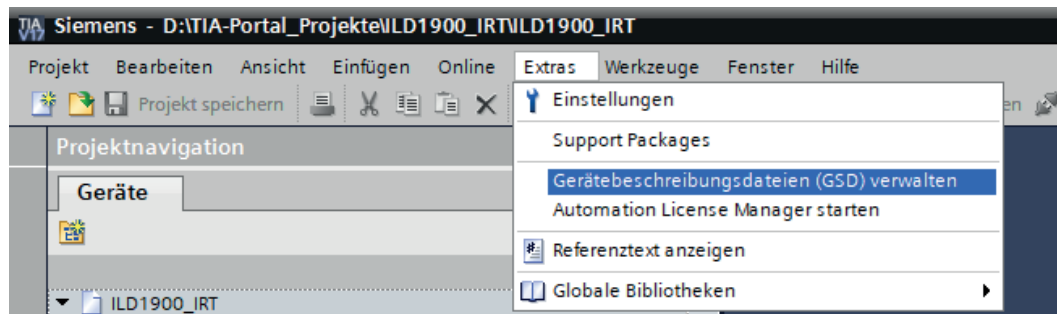 Siemens - D:\TIA-Portal_Projekte\ILD1900_IRT\ILD1900_IRT
Projekt Bearbeiten Ansicht Einfügen Online Extras Werkzeuge Fenster Hilfe
Projekt speichern
Einstellungen
en
Support Packages
Projektnavigation
Gerätebeschreibungsdateien (GSD) verwalten
Geräte
Automation License Manager starten
Referenztext anzeigen
Globale Bibliotheken
ILD1900_IRT